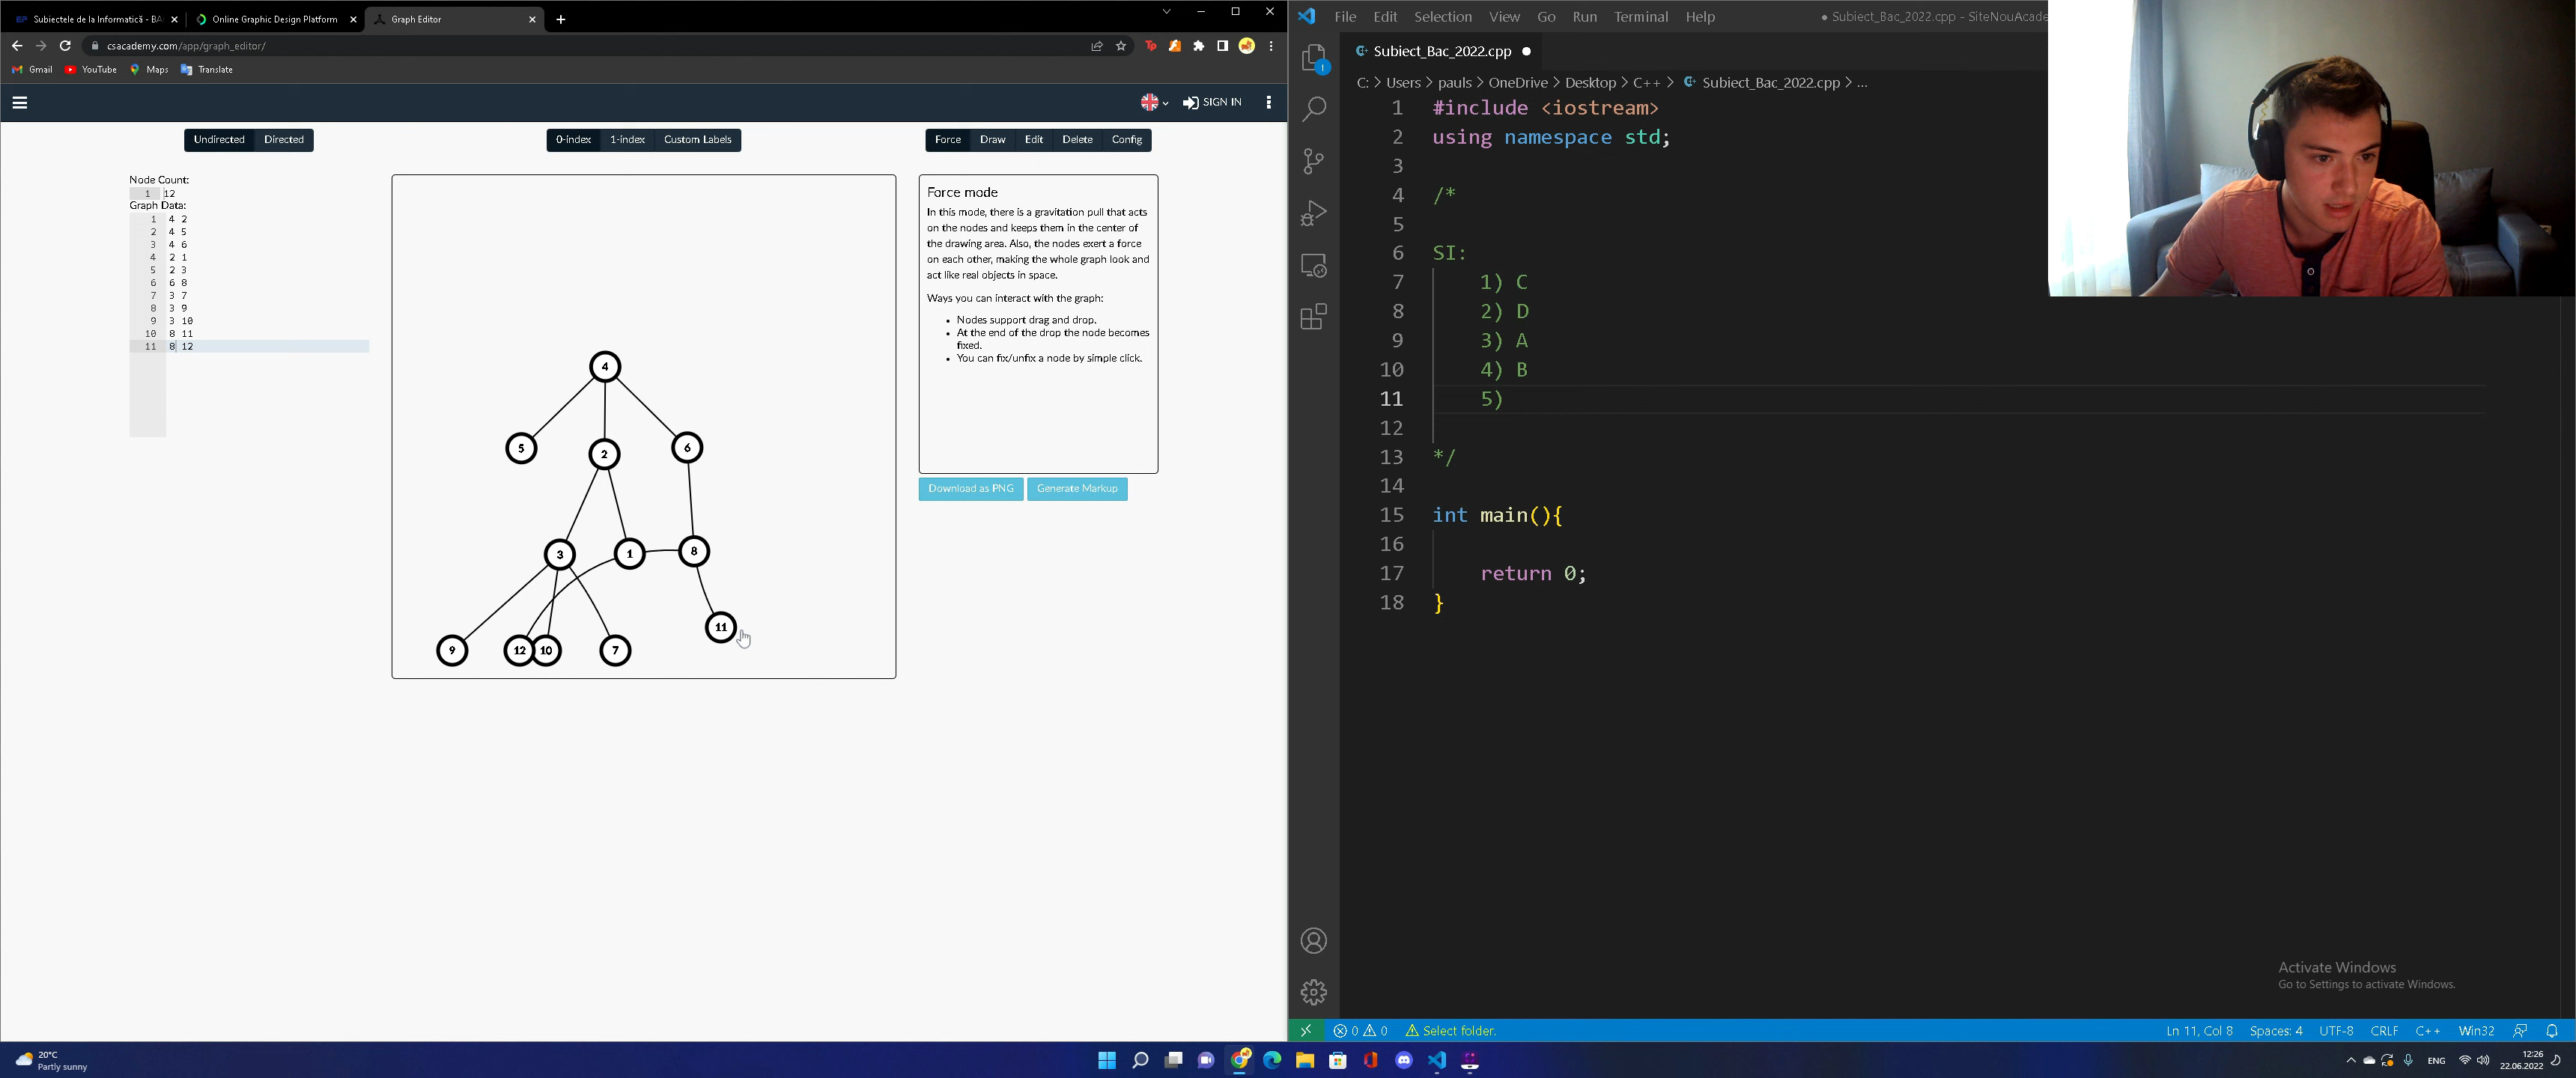 Subiectele de la Informatică - BA
Online Graphic Design Platform
Graph Editor
csacademy.com/app/graph_editor/
Gmail
YouTube
Maps
Translate
SIGN IN
Undirected
Directed
0-index
1-index
Custom Labels
Force
Draw
Edit
Delete
Config
Node Count:
1 12
Graph Data:
1 4 2
2 4 5
3 4 6
4 2 1
5 2 3
6 6 8
7 3 7
8 3 9
9 3 10
10 8 11
11 8 12
4
5
2
6
3
1
8
11
9
12
10
7
Force mode
In this mode, there is a gravitation pull that acts
on the nodes and keeps them in the center of
the drawing area. Also, the nodes exert a force
on each other, making the whole graph look and
act like real objects in space.
Ways you can interact with the graph:
• Nodes support drag and drop.
• At the end of the drop the node becomes
fixed.
• You can fix/unfix a node by simple click.
Download as PNG
Generate Markup
File Edit Selection View Go Run Terminal Help
● Subiect_Bac_2022.cpp - SiteNouAcade
Subiect_Bac_2022.cpp ●
C: > Users > pauls > OneDrive > Desktop > C++ > Subiect_Bac_2022.cpp > ...
1 #include <iostream>
2 using namespace std;
3
4 /*
5
6 SI:
7 1) C
8 2) D
9 3) A
10 4) B
11 5)
12
13 */
14
15 int main(){
16
17 return 0;
18 }
1
Activate Windows
Go to Settings to activate Windows.
0 0
Select folder.
Ln 11, Col 8
Spaces: 4
UTF-8
CRLF
C++
Win32
20°C
Partly sunny
ENG
12:26
22.06.2022